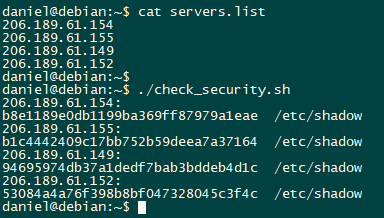 daniel@debian:~$ cat servers.list
206.189.61.154
206.189.61.155
206.189.61.149
206.189.61.152
daniel@debian:~$
daniel@debian:~$ ./check_security.sh
206.189.61.154:
b8e1189e0db1199ba369ff87979a1eae  /etc/shadow
206.189.61.155:
b1c4442409c17bb752b59deea7a37164  /etc/shadow
206.189.61.149:
94695974db37a1dedf7bab3bddeb4d1c  /etc/shadow
206.189.61.152:
53084a4a76f398b8bf047328045c3f4c  /etc/shadow
daniel@debian:~$